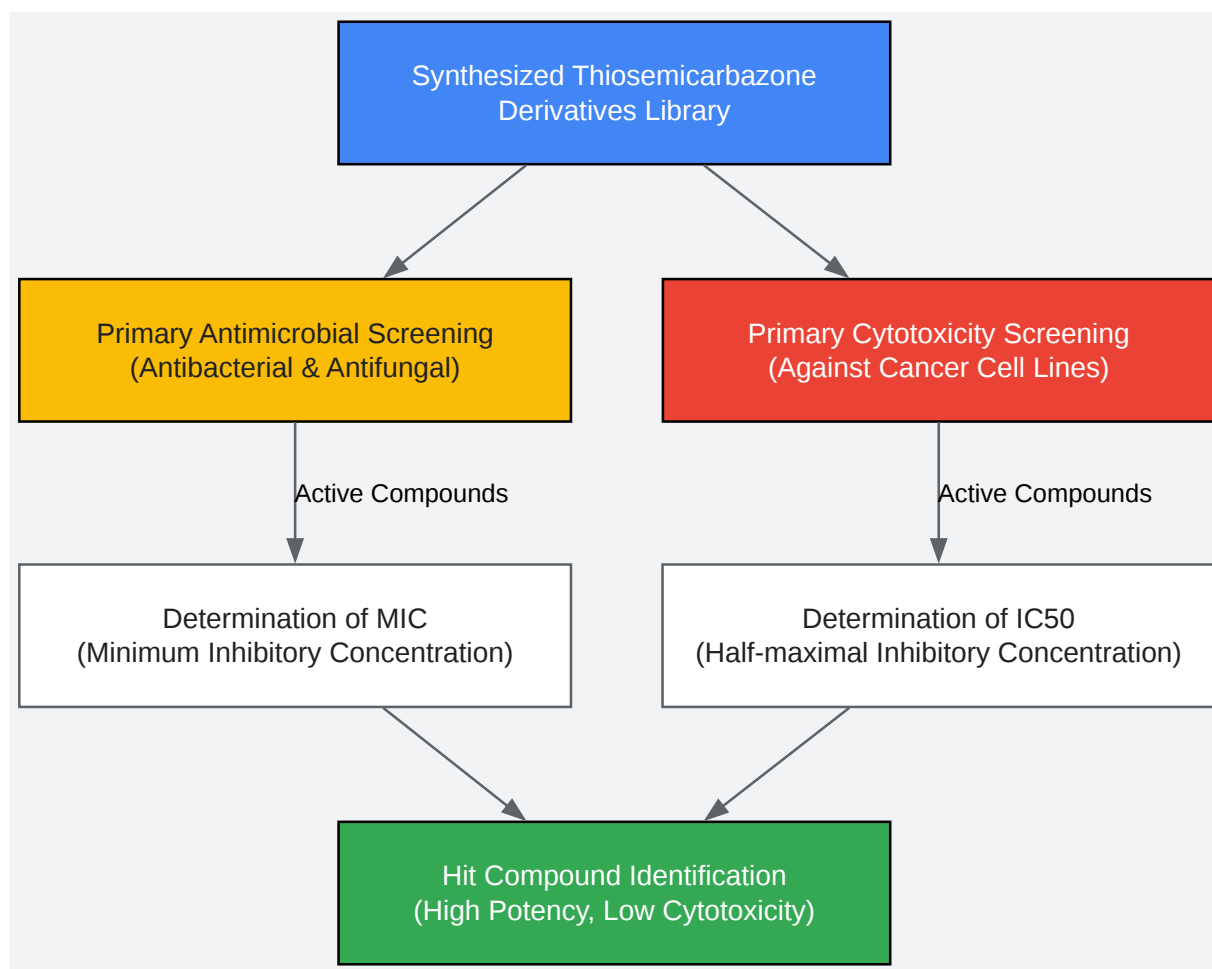 Synthesized Thiosemicarbazone
Derivatives Library
Primary Antimicrobial Screening
(Antibacterial & Antifungal)
Primary Cytotoxicity Screening
(Against Cancer Cell Lines)
Active Compounds
Active Compounds
Determination of MIC
(Minimum Inhibitory Concentration)
Determination of IC50
(Half-maximal Inhibitory Concentration)
Hit Compound Identification
(High Potency, Low Cytotoxicity)